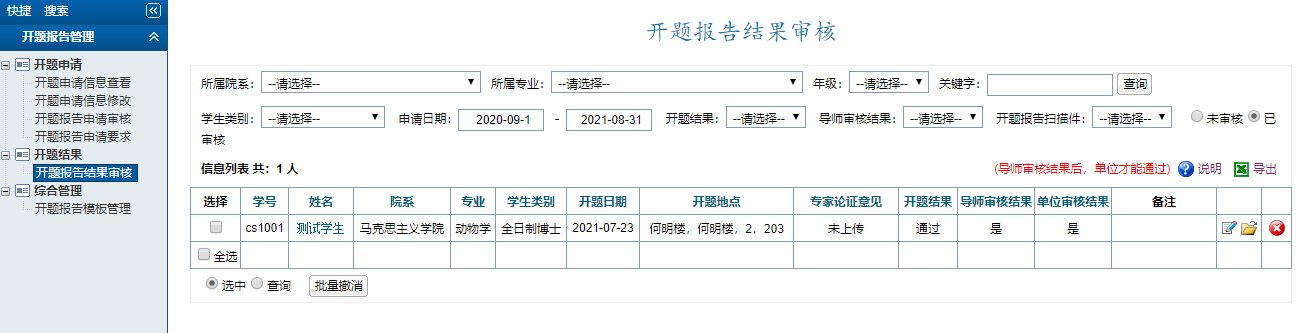 快捷 搜索
开题报告管理
开题申请
开题申请信息查看
开题申请信息修改
开题报告申请审核
开题报告申请要求
开题结果
开题报告结果审核
综合管理
开题报告模板管理
开题报告结果审核
所属院系： --请选择-- 所属专业： --请选择-- 年级： --请选择-- 关键字： 查询
学生类别： --请选择-- 申请日期： 2020-09-1 - 2021-08-31 开题结果： --请选择-- 导师审核结果： --请选择-- 开题报告扫描件： --请选择-- 未审核 已
审核
信息列表 共：1 人 (导师审核结果后，单位才能通过) 说明 导出
选择 学号 姓名 院系 专业 学生类别 开题日期 开题地点 专家论证意见 开题结果 导师审核结果 单位审核结果 备注
cs1001 测试学生 马克思主义学院 动物学 全日制博士 2021-07-23 何明楼，何明楼，2，203 未上传 通过 是 是
全选
选中 查询 批量撤消